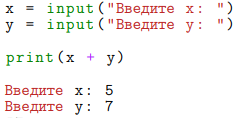 x = input("Введите x: ")
y = input("Введите y: ")
print(x + y)
Введите x: 5
Введите y: 7